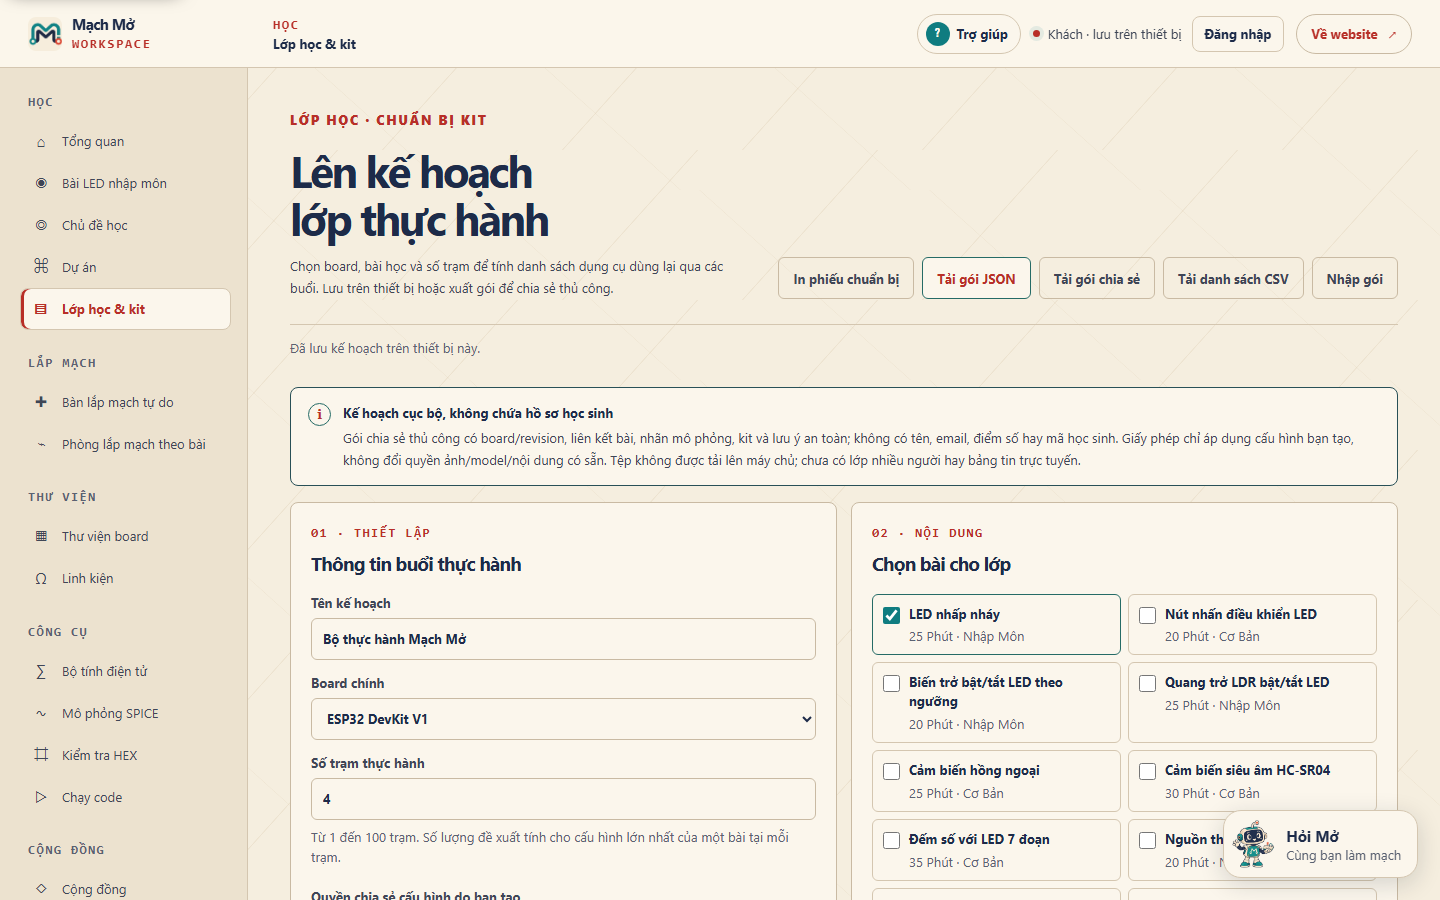 Mạch Mở
WORKSPACE
HỌC
Lớp học & kit
? Trợ giúp
Khách · lưu trên thiết bị
Đăng nhập
Về website ↗
HỌC
Tổng quan
Bài LED nhập môn
Chủ đề học
Dự án
Lớp học & kit
LẮP MẠCH
Bàn lắp mạch tự do
Phòng lắp mạch theo bài
THƯ VIỆN
Thư viện board
Linh kiện
CÔNG CỤ
Bộ tính điện tử
Mô phỏng SPICE
Kiểm tra HEX
Chạy code
CỘNG ĐỒNG
Cộng đồng
LỚP HỌC · CHUẨN BỊ KIT
Lên kế hoạch
lớp thực hành
Chọn board, bài học và số trạm để tính danh sách dụng cụ dùng lại qua các
buổi. Lưu trên thiết bị hoặc xuất gói để chia sẻ thủ công.
In phiếu chuẩn bị
Tải gói JSON
Tải gói chia sẻ
Tải danh sách CSV
Nhập gói
Đã lưu kế hoạch trên thiết bị này.
i
Kế hoạch cục bộ, không chứa hồ sơ học sinh
Gói chia sẻ thủ công có board/revision, liên kết bài, nhãn mô phỏng, kit và lưu ý an toàn; không có tên, email, điểm số hay mã học sinh. Giấy phép chỉ áp dụng cấu hình bạn tạo,
không đổi quyền ảnh/model/nội dung có sẵn. Tệp không được tải lên máy chủ; chưa có lớp nhiều người hay bảng tin trực tuyến.
01 · THIẾT LẬP
Thông tin buổi thực hành
Tên kế hoạch
Bộ thực hành Mạch Mở
Board chính
ESP32 DevKit V1
Số trạm thực hành
4
Từ 1 đến 100 trạm. Số lượng đề xuất tính cho cấu hình lớn nhất của một bài tại mỗi
trạm.
Quyền chia sẻ cấu hình do bạn tạo
02 · NỘI DUNG
Chọn bài cho lớp
LED nhấp nháy
25 Phút · Nhập Môn
Nút nhấn điều khiển LED
20 Phút · Cơ Bản
Biến trở bật/tắt LED theo
ngưỡng
20 Phút · Nhập Môn
Quang trở LDR bật/tắt LED
25 Phút · Nhập Môn
Cảm biến hồng ngoại
25 Phút · Cơ Bản
Cảm biến siêu âm HC-SR04
30 Phút · Cơ Bản
Đếm số với LED 7 đoạn
35 Phút · Cơ Bản
Nguồn
20 Phút ·
Hỏi Mở
Cùng bạn làm mạch